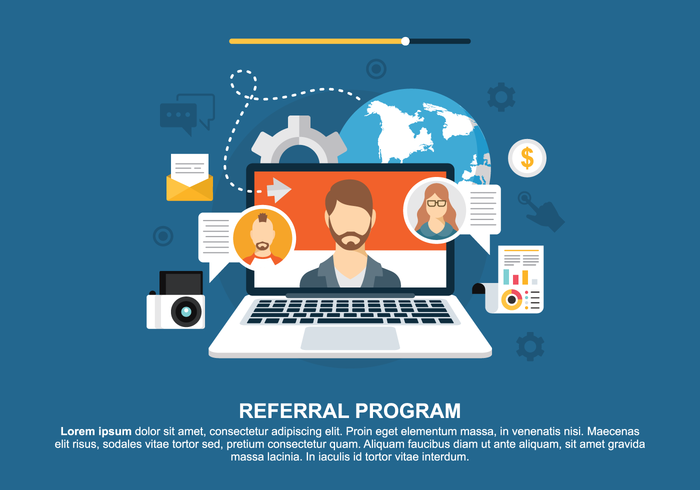 $
REFERRAL PROGRAM
Lorem ipsum dolor sit amet, consectetur adipiscing elit. Proin eget elementum massa, in venenatis nisi. Maecenas
eget risus, sodales vitae tortor sed, pretium consectetur quam. Aliquam faucibus diam ut ante aliquam, sit amet gravida
massa lacinia. In iaculis id tortor vitae interdum.